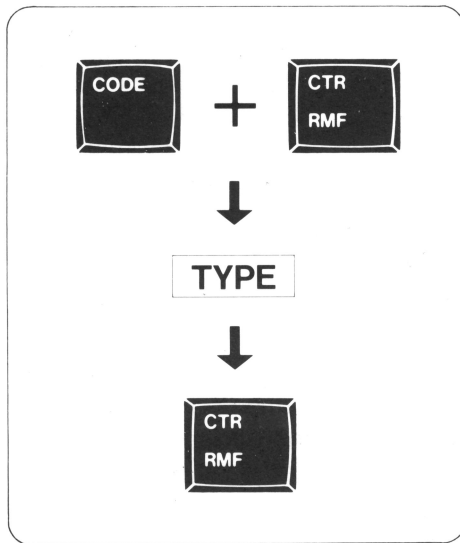 CODE
+
CTR
RMF
TYPE
CTR
RMF